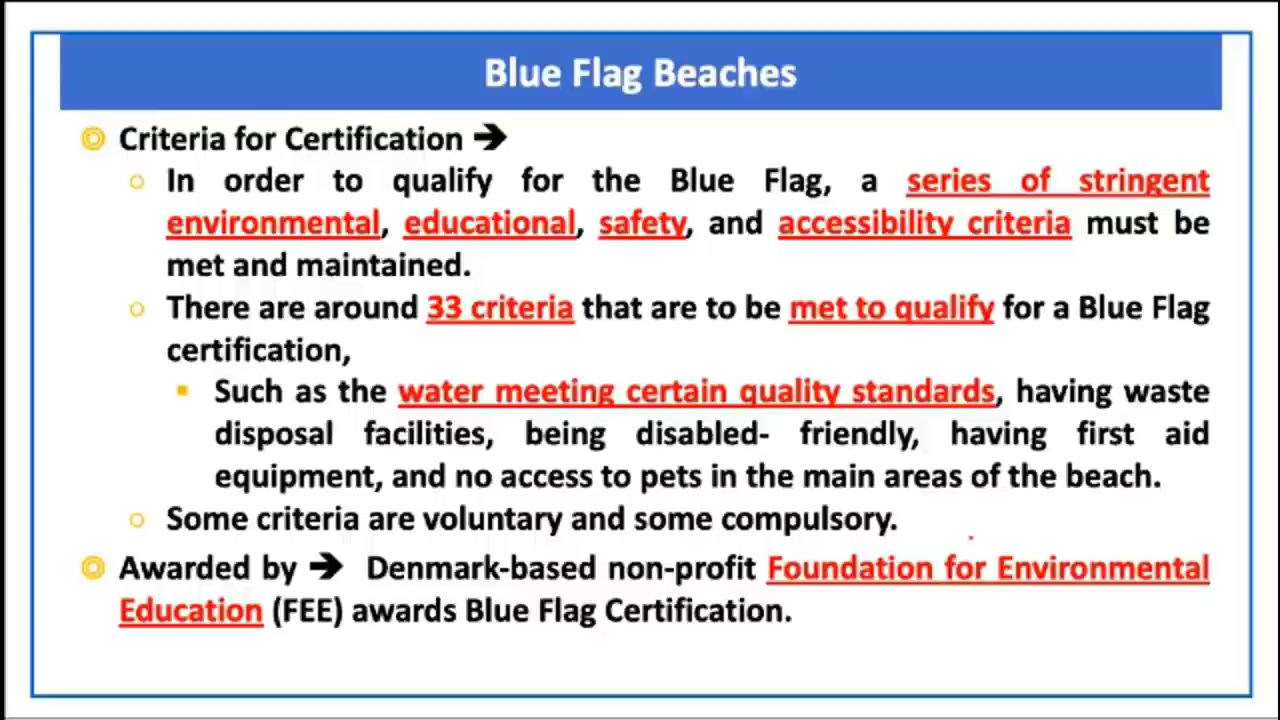 Blue Flag Beaches
Criteria for Certification ➔
In order to qualify for the Blue Flag, a series of stringent
environmental, educational, safety, and accessibility criteria must be
met and maintained.
There are around 33 criteria that are to be met to qualify for a Blue Flag
certification,
Such as the water meeting certain quality standards, having waste
disposal facilities, being disabled- friendly, having first aid
equipment, and no access to pets in the main areas of the beach.
Some criteria are voluntary and some compulsory.
Awarded by ➔ Denmark-based non-profit Foundation for Environmental
Education (FEE) awards Blue Flag Certification.